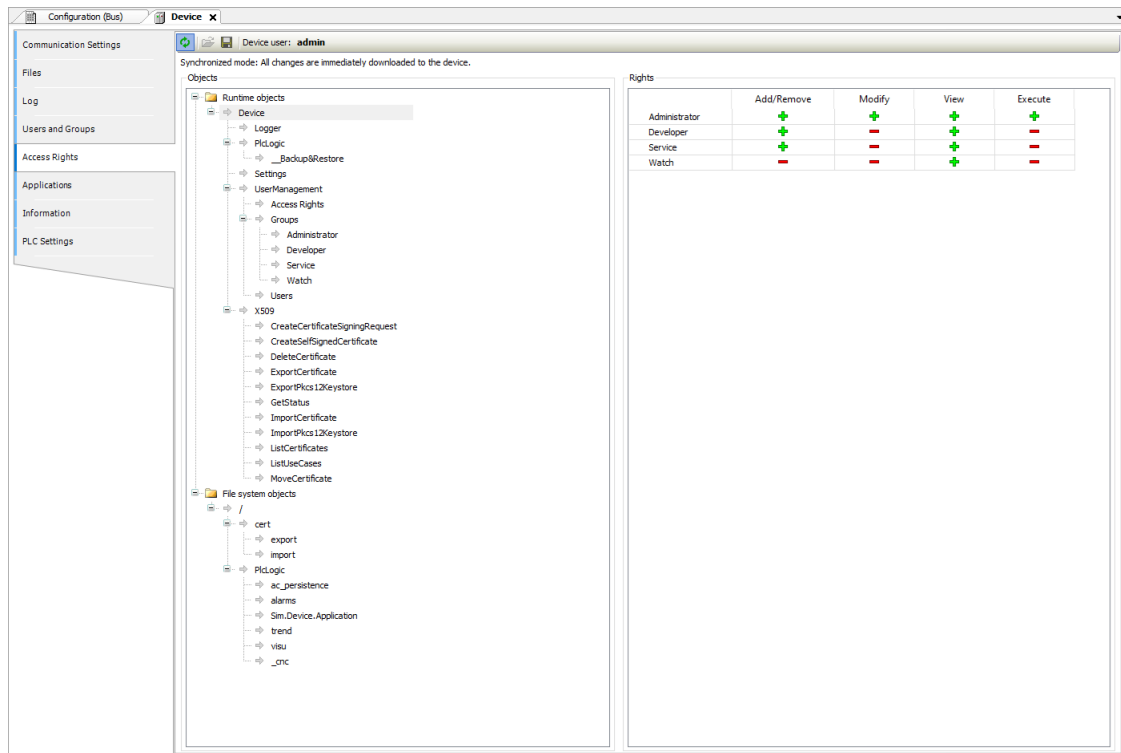 Configuration (Bus) Device X
Communication Settings
Files
Log
Users and Groups
Access Rights
Applications
Information
PLC Settings
Device user: admin
Synchronized mode: All changes are immediately downloaded to the device.
Objects
Runtime objects
Device
Logger
PlcLogic
__Backup&Restore
Settings
UserManagement
Access Rights
Groups
Administrator
Developer
Service
Watch
Users
X509
CreateCertificateSigningRequest
CreateSelfSignedCertificate
DeleteCertificate
ExportCertificate
ExportPkcs12Keystore
GetStatus
ImportCertificate
ImportPkcs12Keystore
ListCertificates
ListUseCases
MoveCertificate
File system objects
/
cert
export
import
PlcLogic
ac_persistence
alarms
Sim.Device.Application
trend
visu
_cnc
Rights
Add/Remove Modify View Execute
Administrator
Developer
Service
Watch